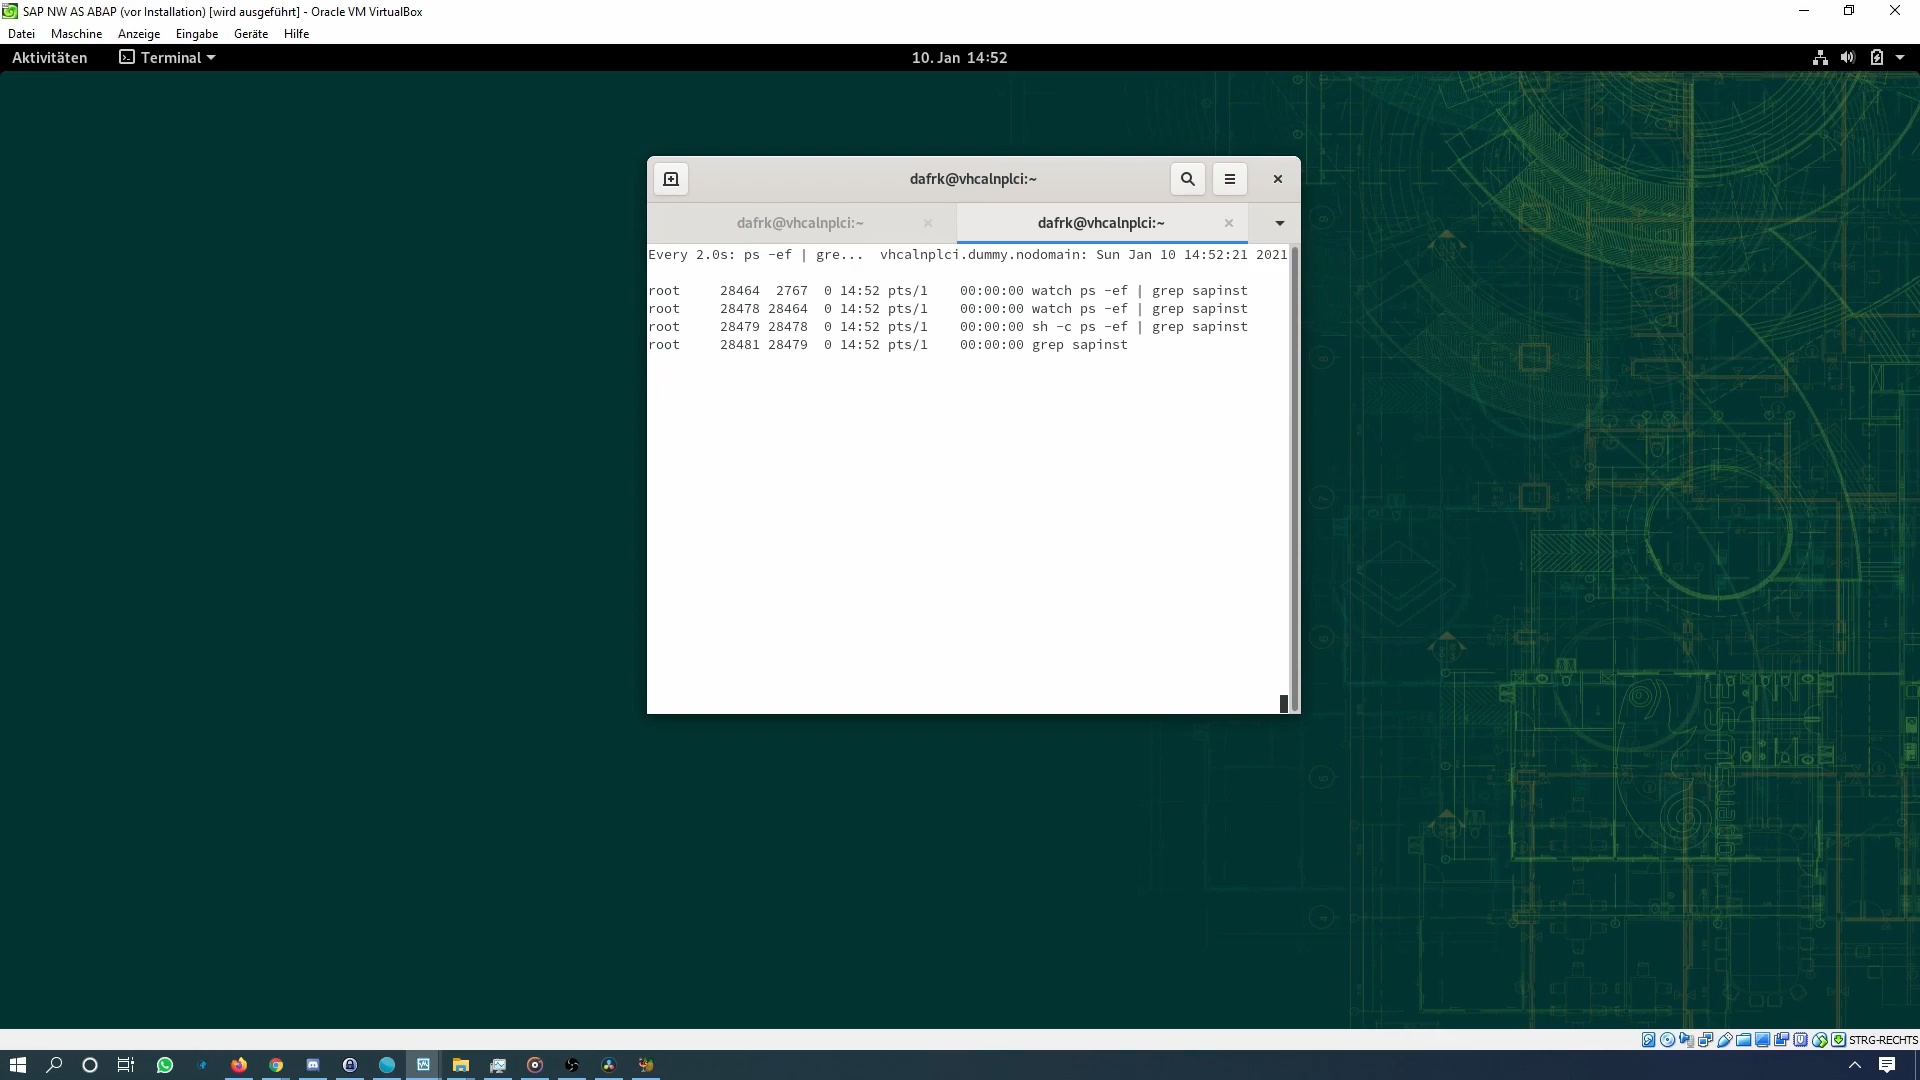 SAP NW AS ABAP (vor Installation) [wird ausgeführt] - Oracle VM VirtualBox
Datei Maschine Anzeige Eingabe Geräte Hilfe
Aktivitäten Terminal 10. Jan 14:52
dafrk@vhcalnplci:~
dafrk@vhcalnplci:~ dafrk@vhcalnplci:~
Every 2.0s: ps -ef | gre... vhcalnplci.dummy.nodomain: Sun Jan 10 14:52:21 2021
root 28464 2767 0 14:52 pts/1 00:00:00 watch ps -ef | grep sapinst
root 28478 28464 0 14:52 pts/1 00:00:00 watch ps -ef | grep sapinst
root 28479 28478 0 14:52 pts/1 00:00:00 sh -c ps -ef | grep sapinst
root 28481 28479 0 14:52 pts/1 00:00:00 grep sapinst
openSUSE
STRG-RECHTS